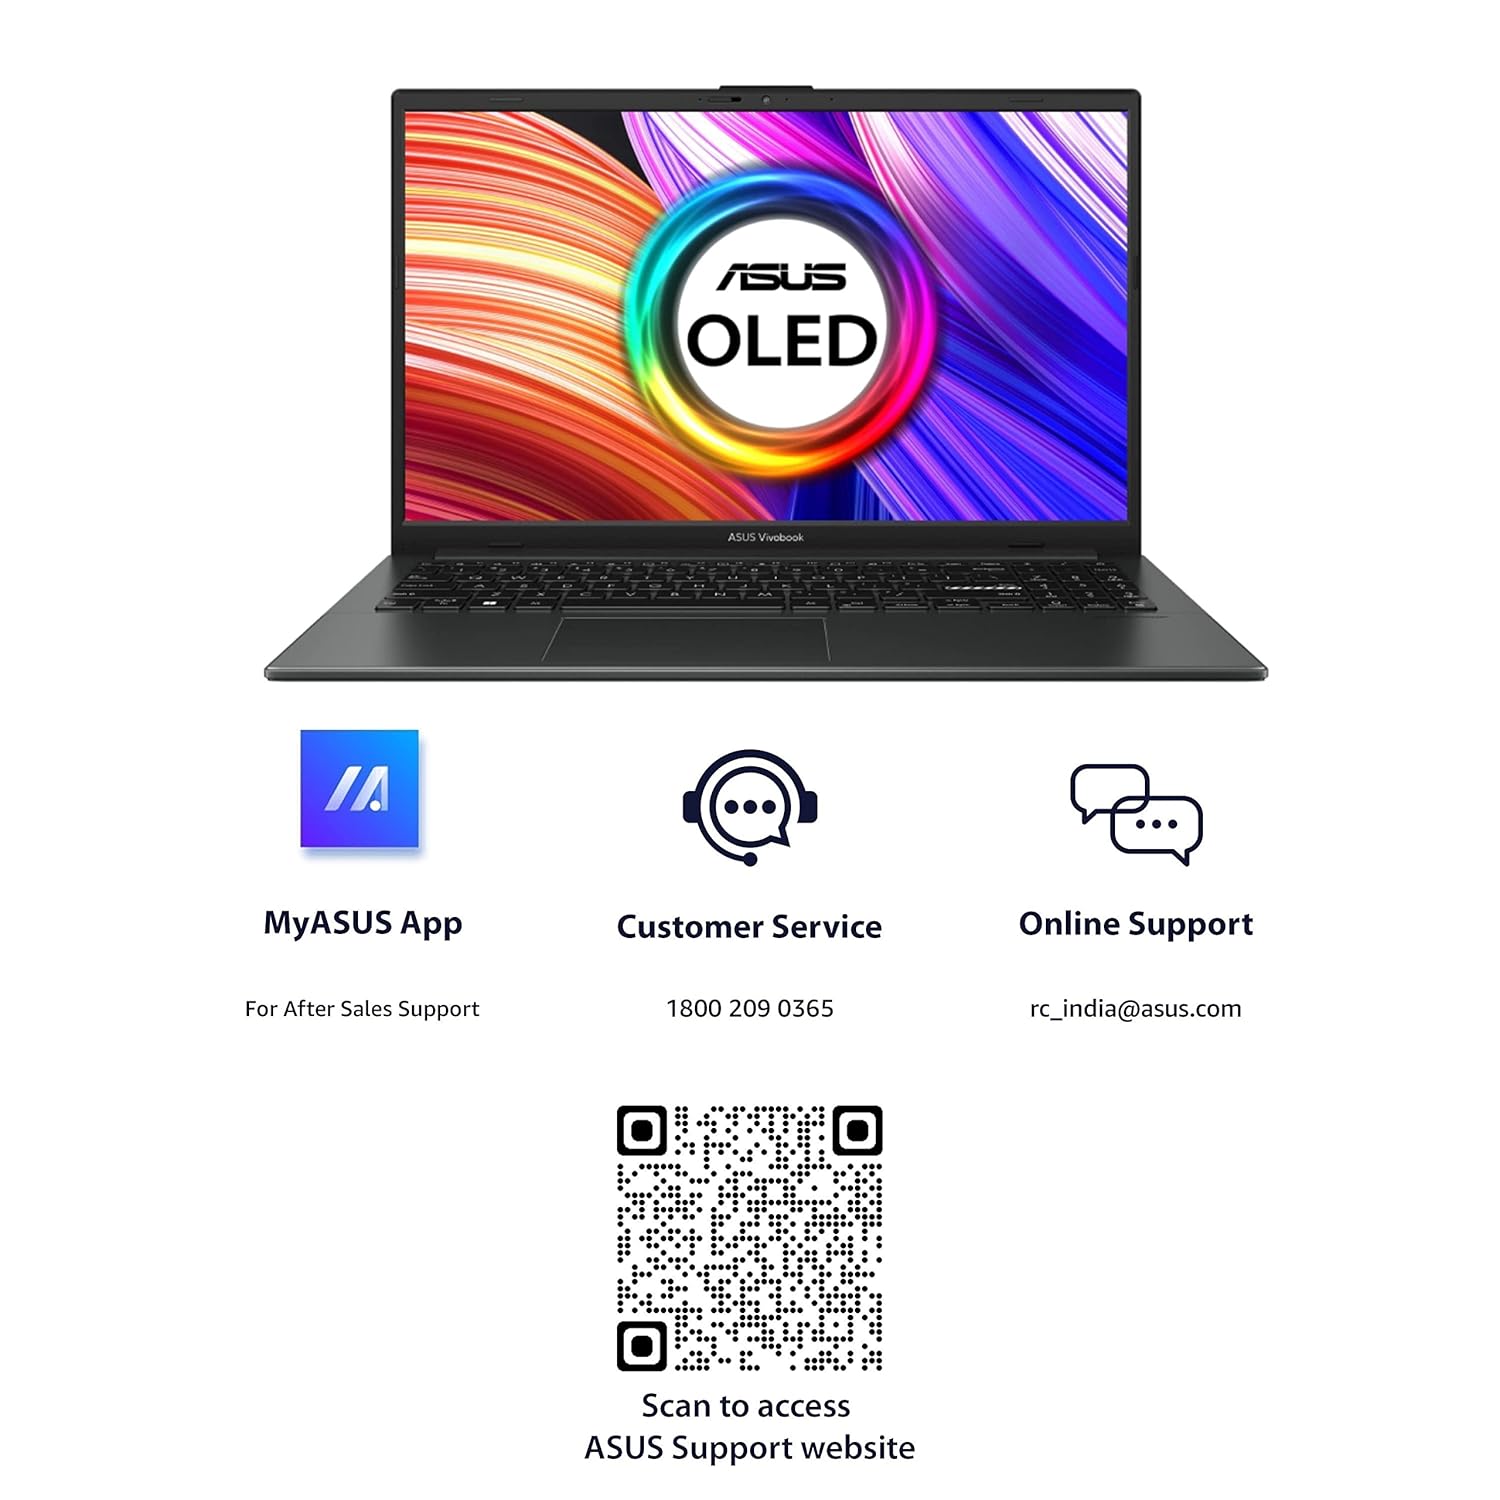 ASUS
OLED
ASUS Vivobook
MyASUS App
Customer Service
Online Support
For After Sales Support
1800 209 0365
rc_india@asus.com
Scan to access
ASUS Support website